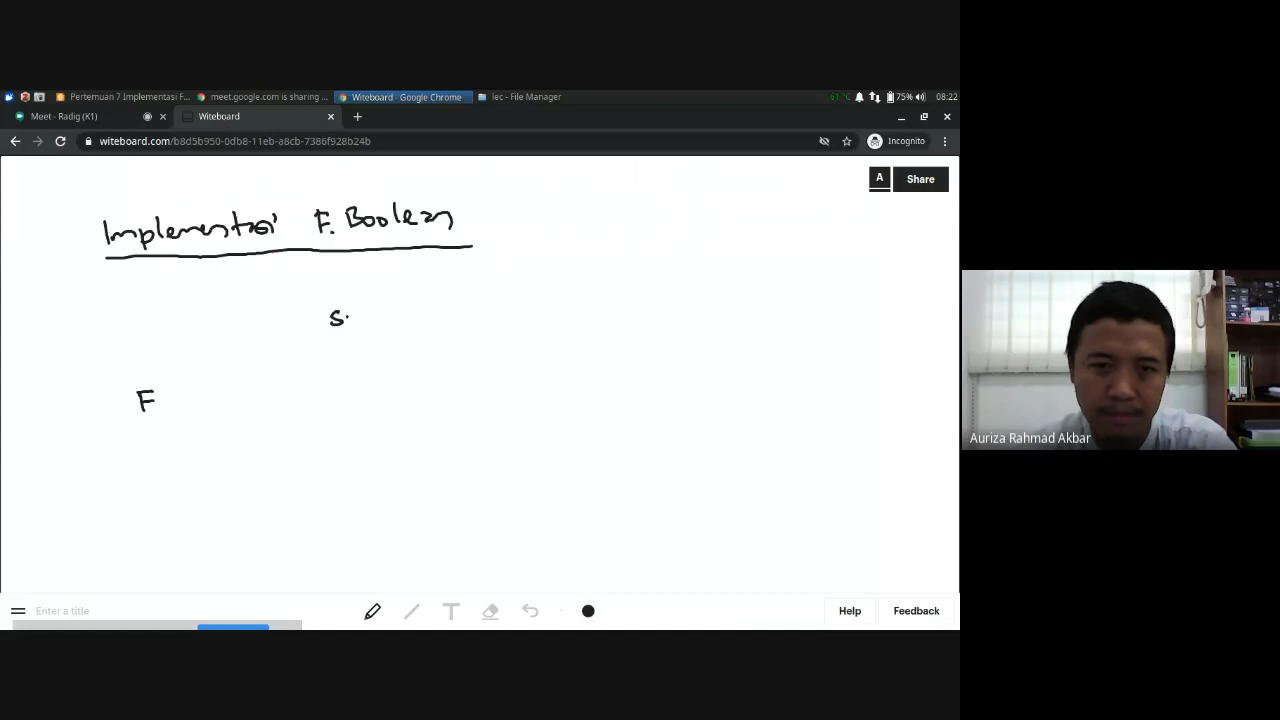 Pertemuan 7 Implementasi F... meet.google.com is sharing ... Witeboard - Google Chrome lec - File Manager 61 °C 75% 08:22
Meet - Radig (K1) Witeboard
witeboard.com/b8d5b950-0db8-11eb-a8cb-7386f928b24b Incognito
A Share
Implementasi F. Boolean
S.
F
Auriza Rahmad Akbar
Enter a title T Help Feedback